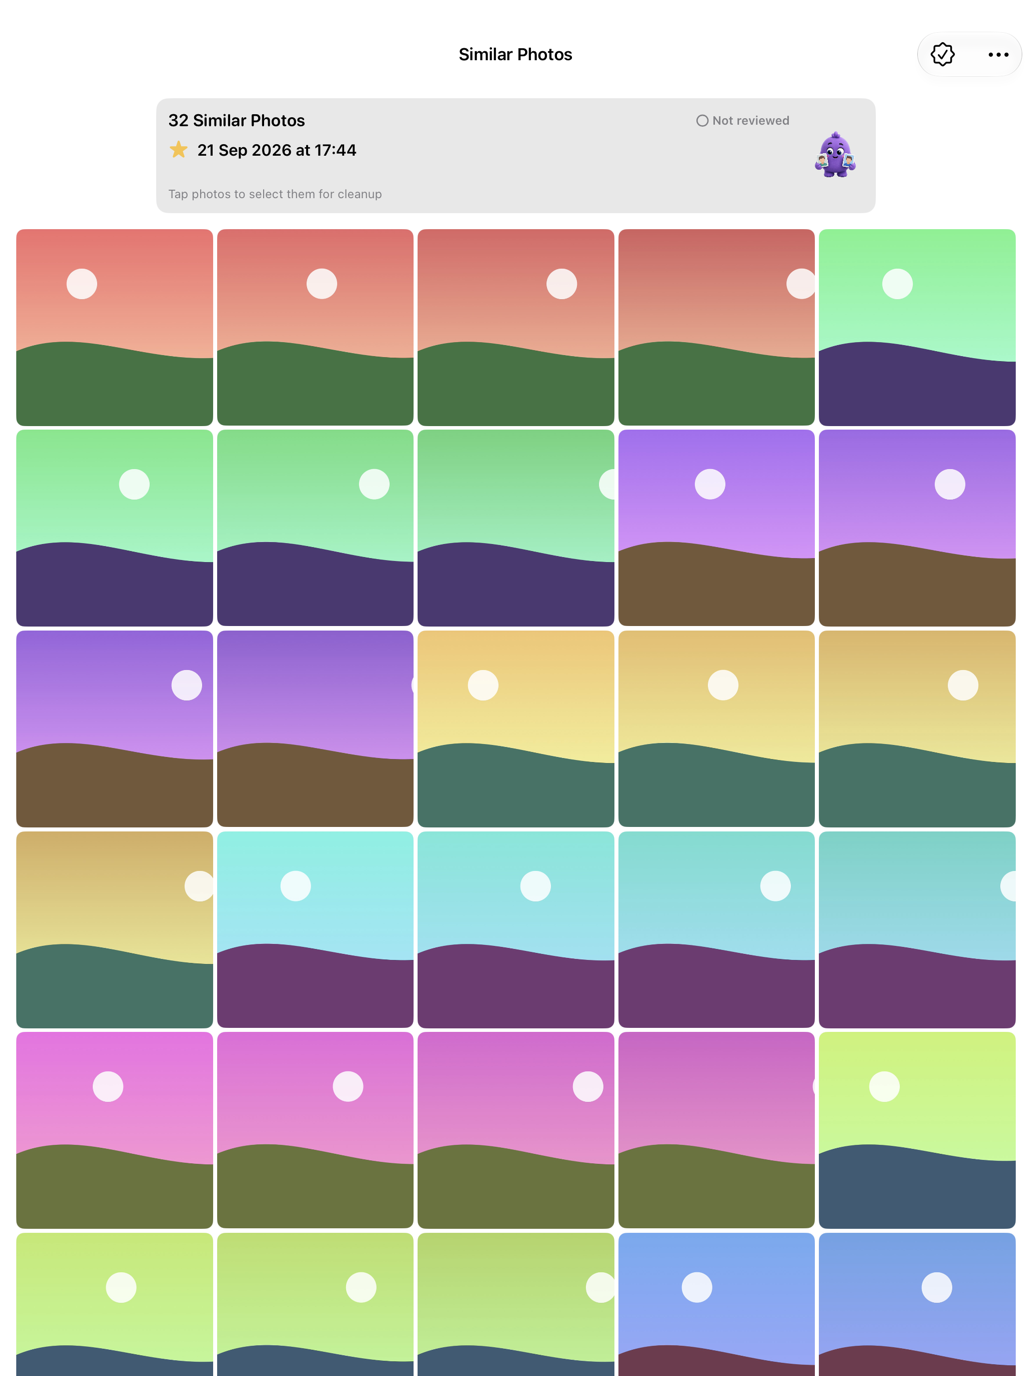 Similar Photos
32 Similar Photos
Not reviewed
21 Sep 2026 at 17:44
Tap photos to select them for cleanup